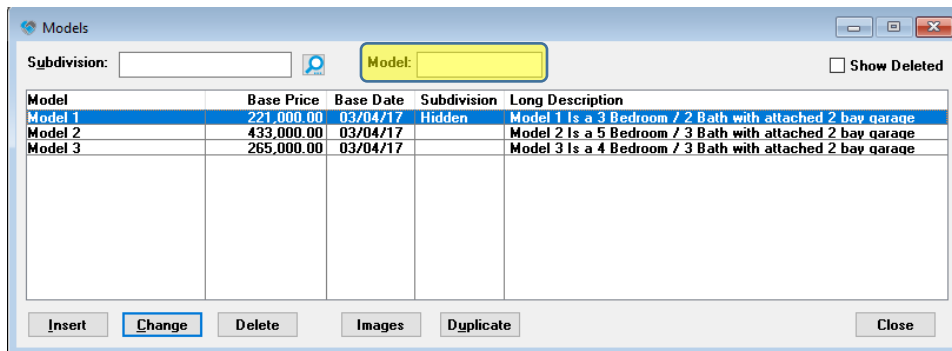 Models
Subdivision: Model: Show Deleted
Model Base Price Base Date Subdivision Long Description
Model 1 221,000.00 03/04/17 Hidden Model 1 Is a 3 Bedroom / 2 Bath with attached 2 bay garage
Model 2 433,000.00 03/04/17 Model 2 Is a 5 Bedroom / 3 Bath with attached 2 bay garage
Model 3 265,000.00 03/04/17 Model 3 Is a 4 Bedroom / 3 Bath with attached 2 bay garage
Insert Change Delete Images Duplicate Close